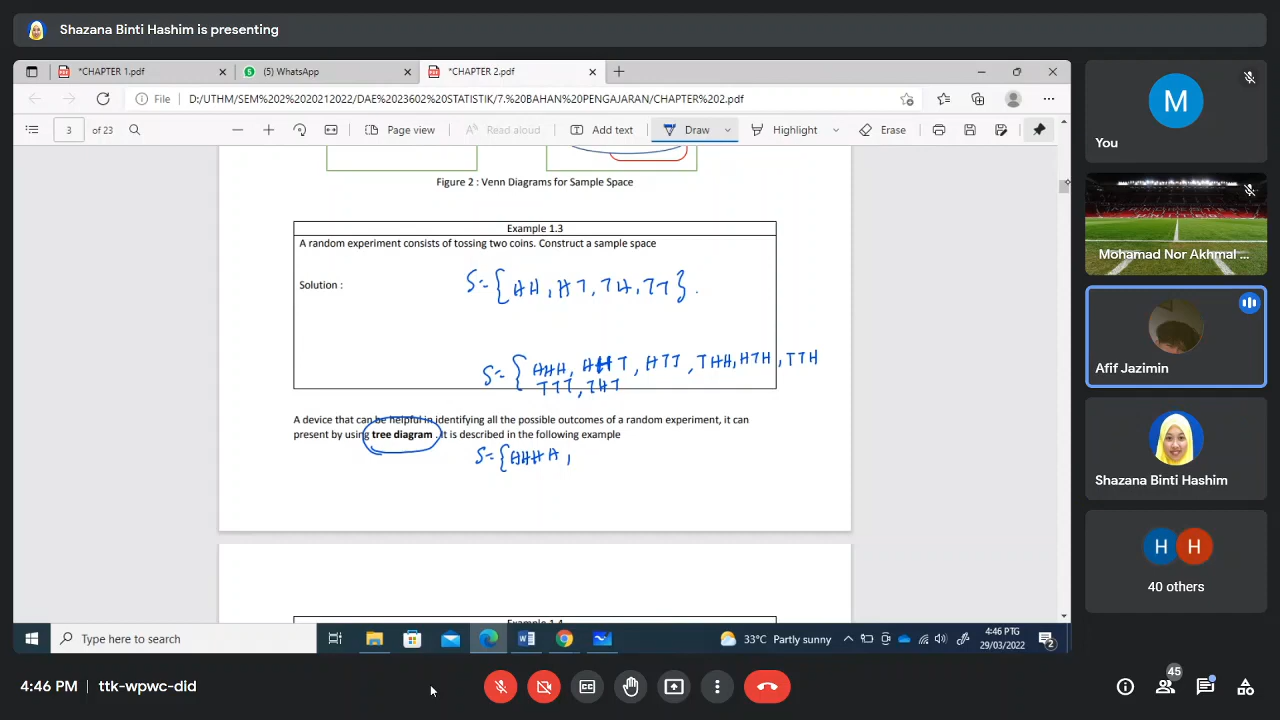 Shazana Binti Hashim is presenting
*CHAPTER 1.pdf
(5) WhatsApp
*CHAPTER 2.pdf
File
D:/UTHM/SEM%202%2020212022/DAE%2023602%20STATISTIK/7.%20BAHAN%20PENGAJARAN/CHAPTER%202.pdf
3 of 23
Page view
Read aloud
Add text
Draw
Highlight
Erase
Figure 2 : Venn Diagrams for Sample Space
Example 1.3
A random experiment consists of tossing two coins. Construct a sample space
Solution :
S={HH, HT, TH, TT}.
S={HHH, HHT, HTT, THH, HTH, TTH
TTT, THT
A device that can be helpful in identifying all the possible outcomes of a random experiment, it can
present by using tree diagram . It is described in the following example
S={HHHH,
Example 1.4
Type here to search
33°C Partly sunny
4:46 PTG
29/03/2022
2
M
You
Mohamad Nor Akhmal ...
Afif Jazimin
Shazana Binti Hashim
H H
40 others
4:46 PM | ttk-wpwc-did
45